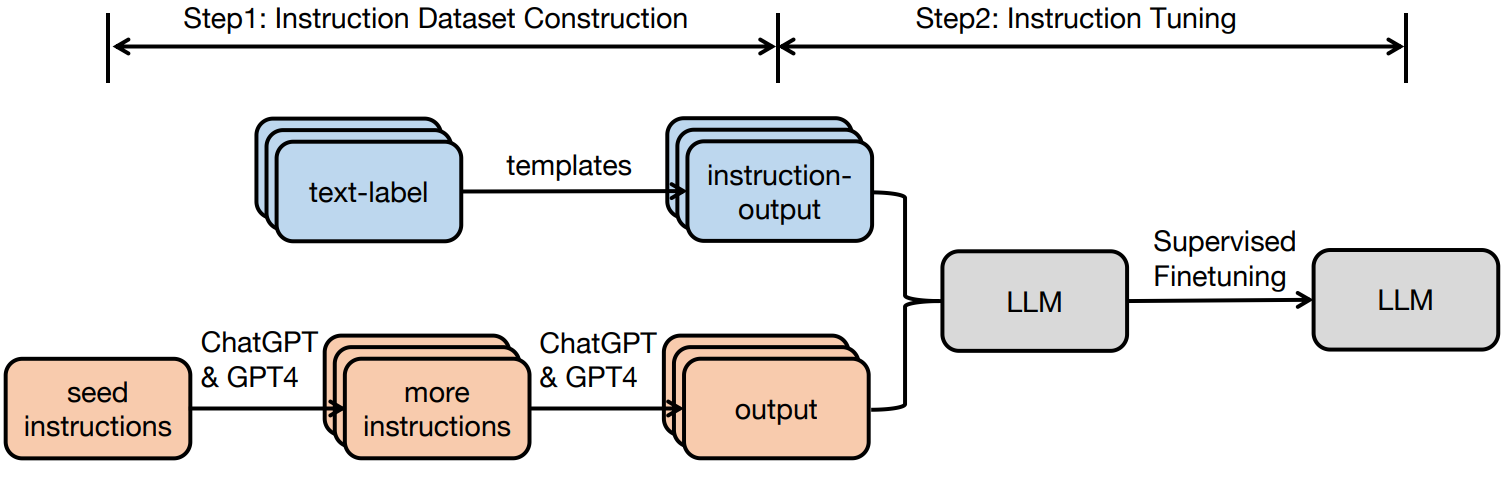 Step1: Instruction Dataset Construction
Step2: Instruction Tuning
text-label
templates
instruction-
output
seed
instructions
ChatGPT
& GPT4
more
instructions
ChatGPT
& GPT4
output
LLM
Supervised
Finetuning
LLM